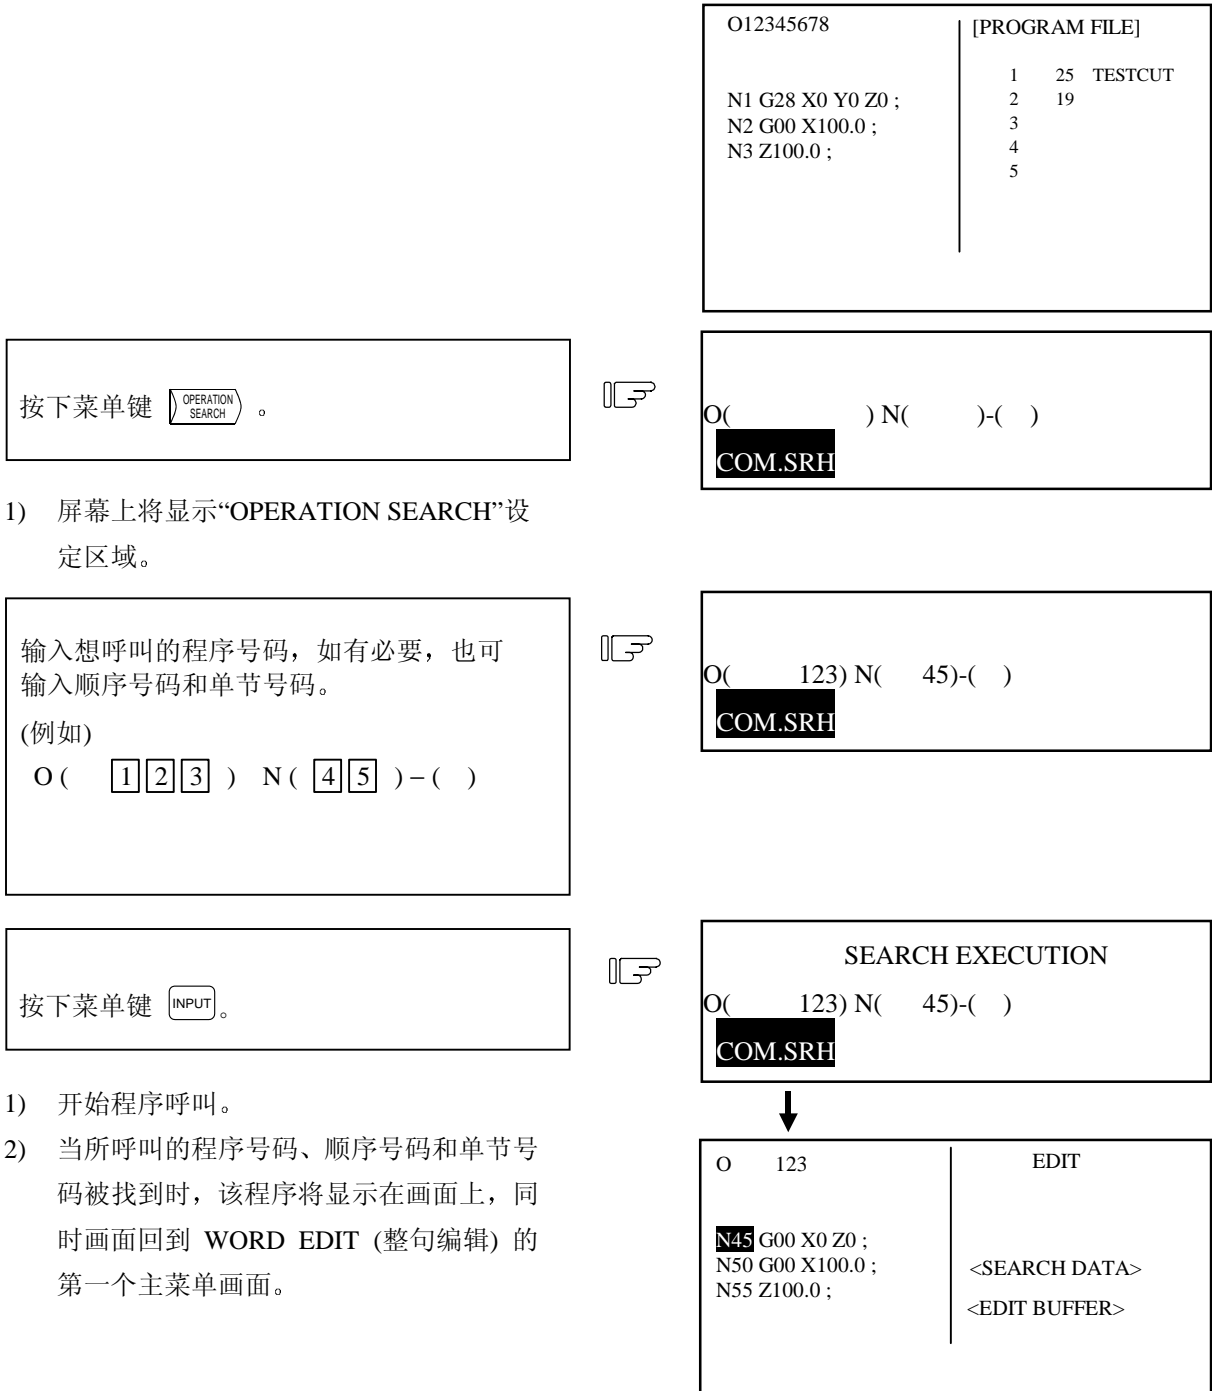 O12345678
[PROGRAM FILE]
1 25 TESTCUT
2 19
3
4
5
N1 G28 X0 Y0 Z0 ;
N2 G00 X100.0 ;
N3 Z100.0 ;
按下菜单键 OPERATION SEARCH 。
O( ) N( )-( )
COM.SRH
1) 屏幕上将显示“OPERATION SEARCH”设
定区域。
输入想呼叫的程序号码，如有必要，也可
输入顺序号码和单节号码。
(例如)
O ( 1 2 3 ) N ( 4 5 ) – ( )
O( 123) N( 45)-( )
COM.SRH
按下菜单键 INPUT 。
SEARCH EXECUTION
O( 123) N( 45)-( )
COM.SRH
1) 开始程序呼叫。
2) 当所呼叫的程序号码、顺序号码和单节号
码被找到时，该程序将显示在画面上，同
时画面回到 WORD EDIT (整句编辑) 的
第一个主菜单画面。
O 123
EDIT
N45 G00 X0 Z0 ;
N50 G00 X100.0 ;
N55 Z100.0 ;
<SEARCH DATA>
<EDIT BUFFER>